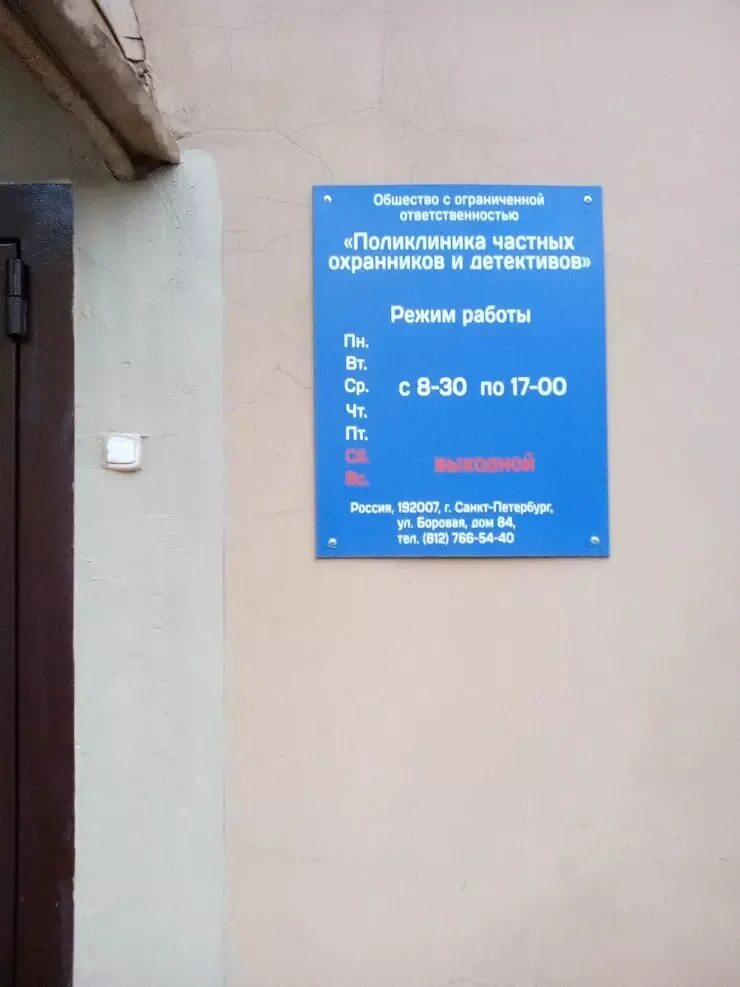 Общество с ограниченной
ответственностью
«Поликлиника частных
охранников и детективов»
Режим работы
Пн.
Вт.
Ср. с 8-30 по 17-00
Чт.
Пт.
Сб. выходной
Вс.
Россия, 192007, г. Санкт-Петербург,
ул. Боровая, дом 84,
тел. (812) 766-54-40